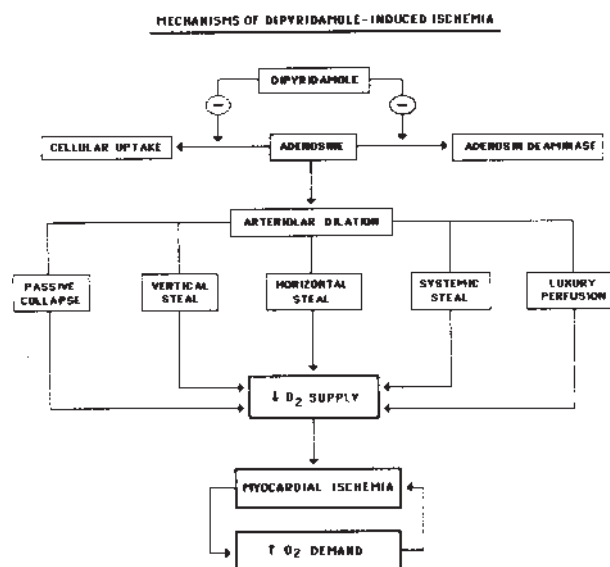 MECHANISMS OF DIPYRIDAMOLE-INDUCED ISCHEMIA
DIPYRIDAMOLE
− −
CELLULAR UPTAKE ADENOSINE ADENOSIN DEAMINASE
ARTERIOLAR DILATION
PASSIVE COLLAPSE
VERTICAL STEAL
HORIZONTAL STEAL
SYSTEMIC STEAL
LUXURY PERFUSION
↓ O2 SUPPLY
MYOCARDIAL ISCHEMIA
↑ O2 DEMAND